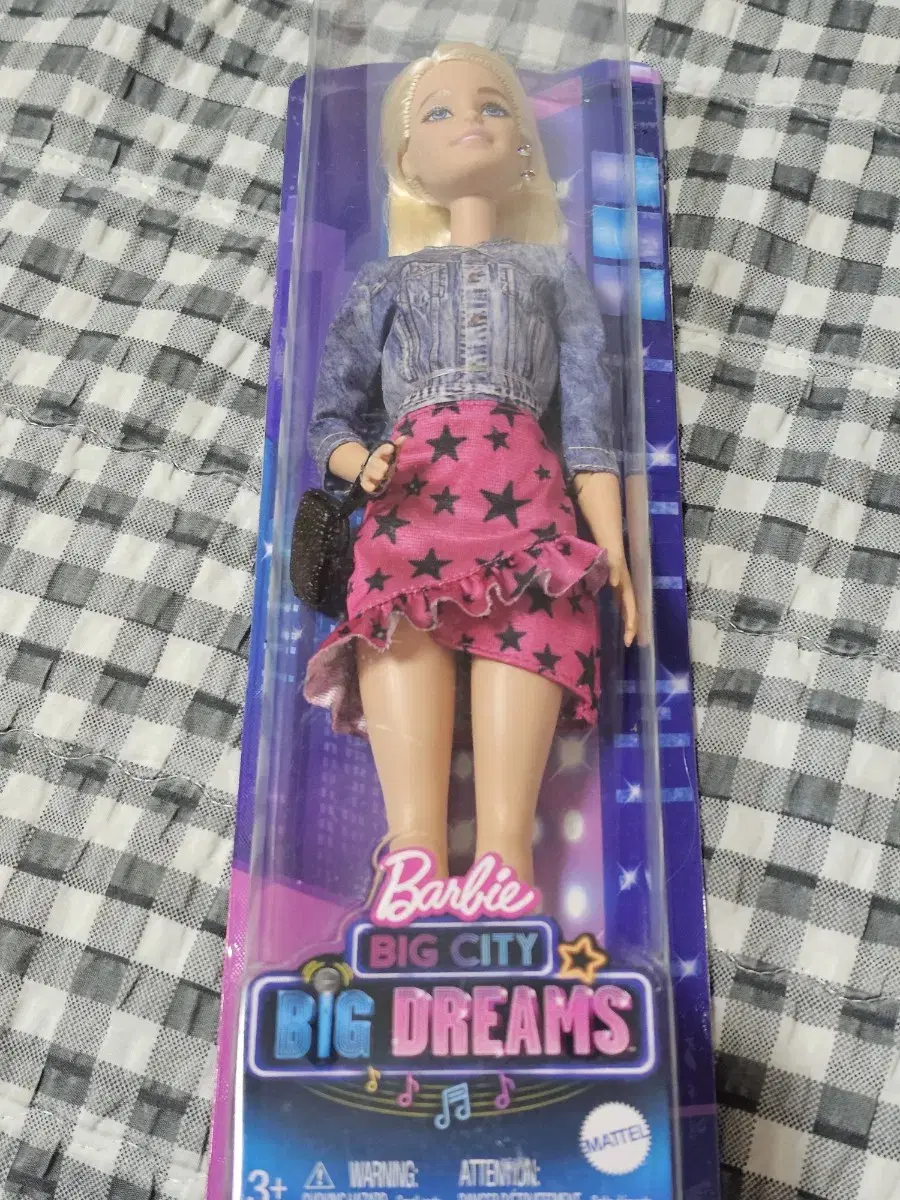 Barbie
BIG CITY
BIG DREAMS
MATTEL
3+
WARNING:
ATTENTION: